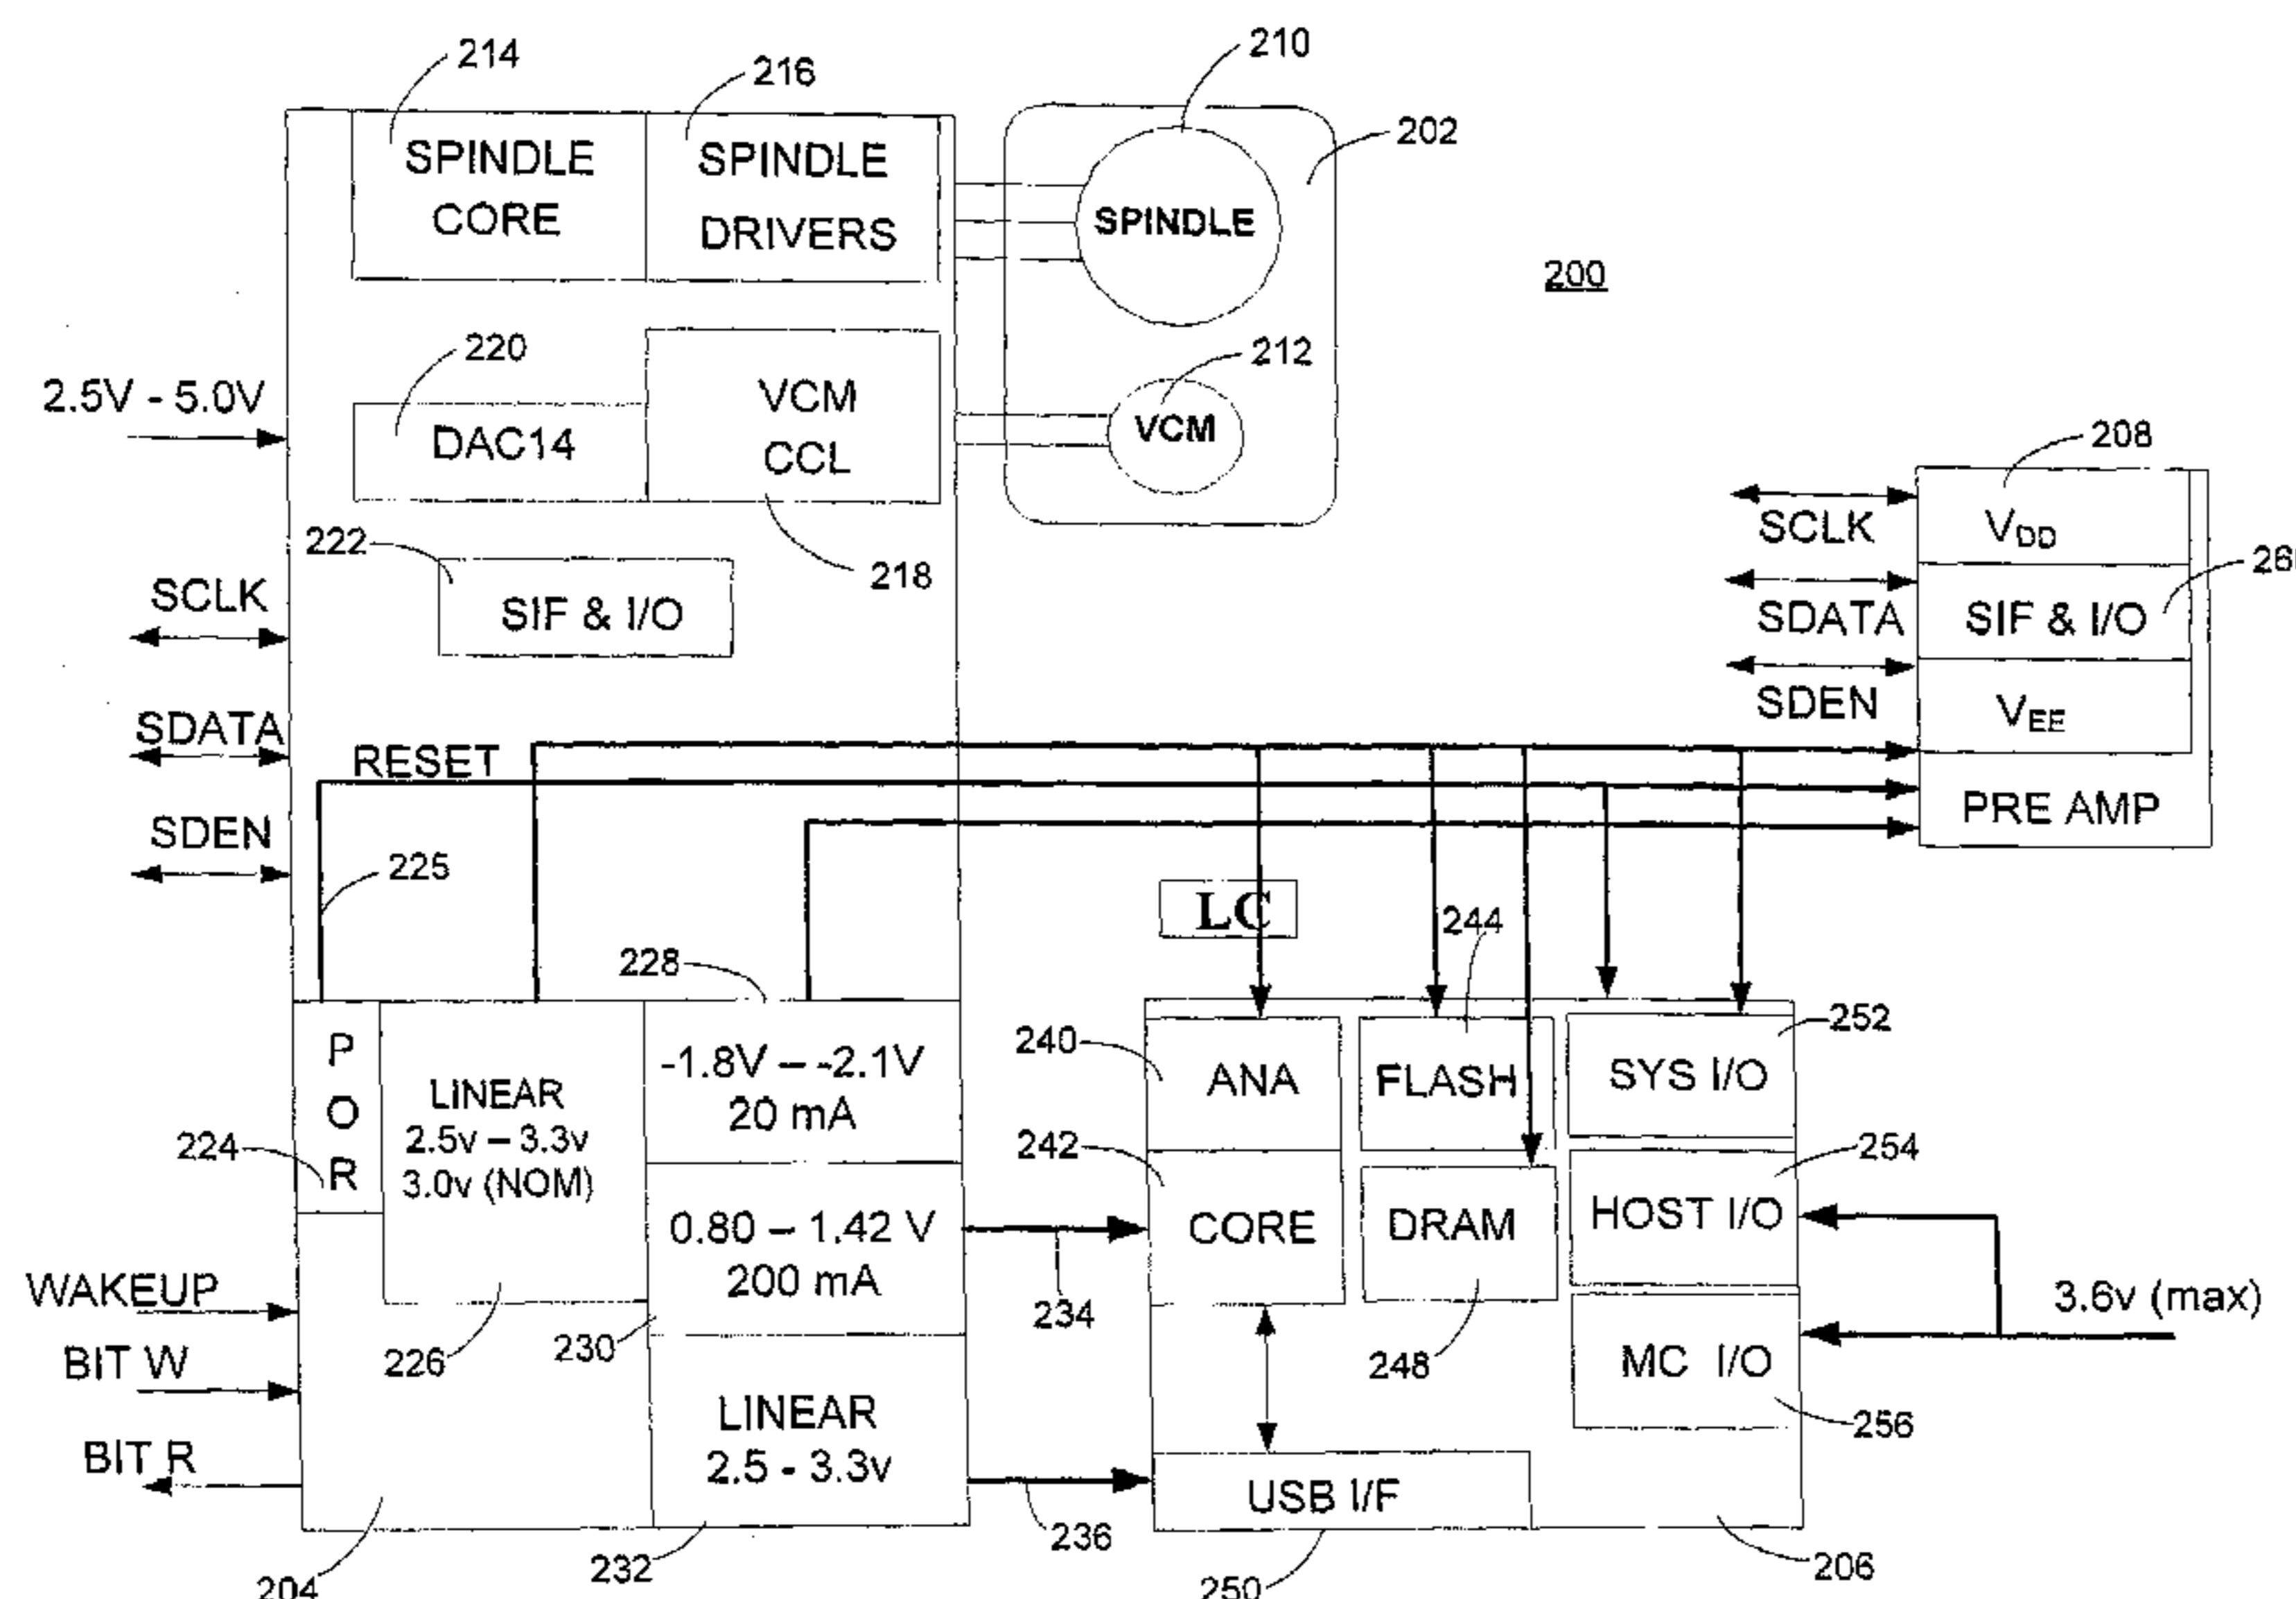 214
216
210
202
SPINDLE
CORE
SPINDLE
DRIVERS
SPINDLE
200
220
212
2.5V - 5.0V
DAC14
VCM
CCL
VCM
208
222
218
SCLK
VDD
SCLK
SIF & I/O
SDATA
SIF & I/O
SDATA
SDEN
VEE
RESET
SDEN
225
PRE AMP
LC
244
228
P
O
R
224
LINEAR
2.5v – 3.3v
3.0v (NOM)
-1.8V – -2.1V
20 mA
240
ANA
FLASH
SYS I/O
252
242
0.80 – 1.42 V
200 mA
234
CORE
DRAM
HOST I/O
254
WAKEUP
3.6v (max)
226
230
BIT W
248
MC I/O
256
LINEAR
2.5 - 3.3v
BIT R
USB I/F
236
204
232
250
206